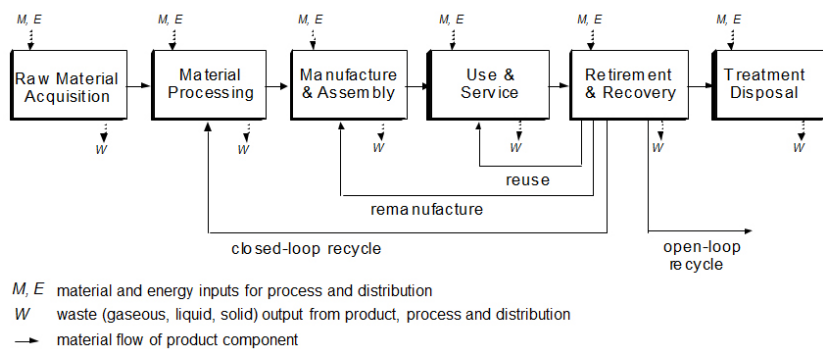 M, E M, E M, E M, E M, E M, E
Raw Material
Acquisition
Material
Processing
Manufacture
& Assembly
Use &
Service
Retirement
& Recovery
Treatment
Disposal
W W W W W W
reuse
remanufacture
closed-loop recycle
open-loop
recycle
M, E material and energy inputs for process and distribution
W waste (gaseous, liquid, solid) output from product, process and distribution
material flow of product component